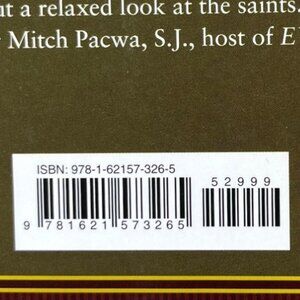 ut a relaxed look at the saints.
Mitch Pacwa, S.J., host of E
ISBN: 978-1-62157-326-5
52999
9 781621 573265